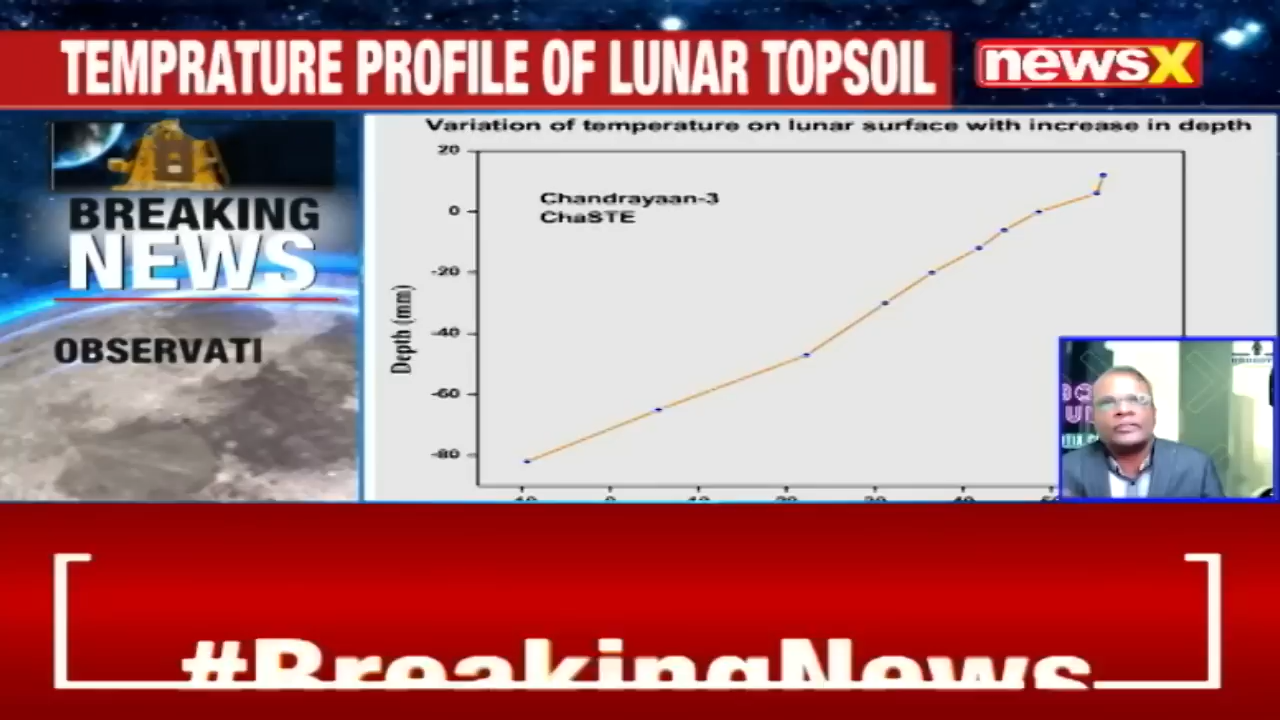 TEMPRATURE PROFILE OF LUNAR TOPSOIL
newsX
BREAKING
NEWS
OBSERVATI
Variation of temperature on lunar surface with increase in depth
Chandrayaan-3
ChaSTE
Depth (mm)
20
0
-20
-40
-60
-80
#BreakingNews